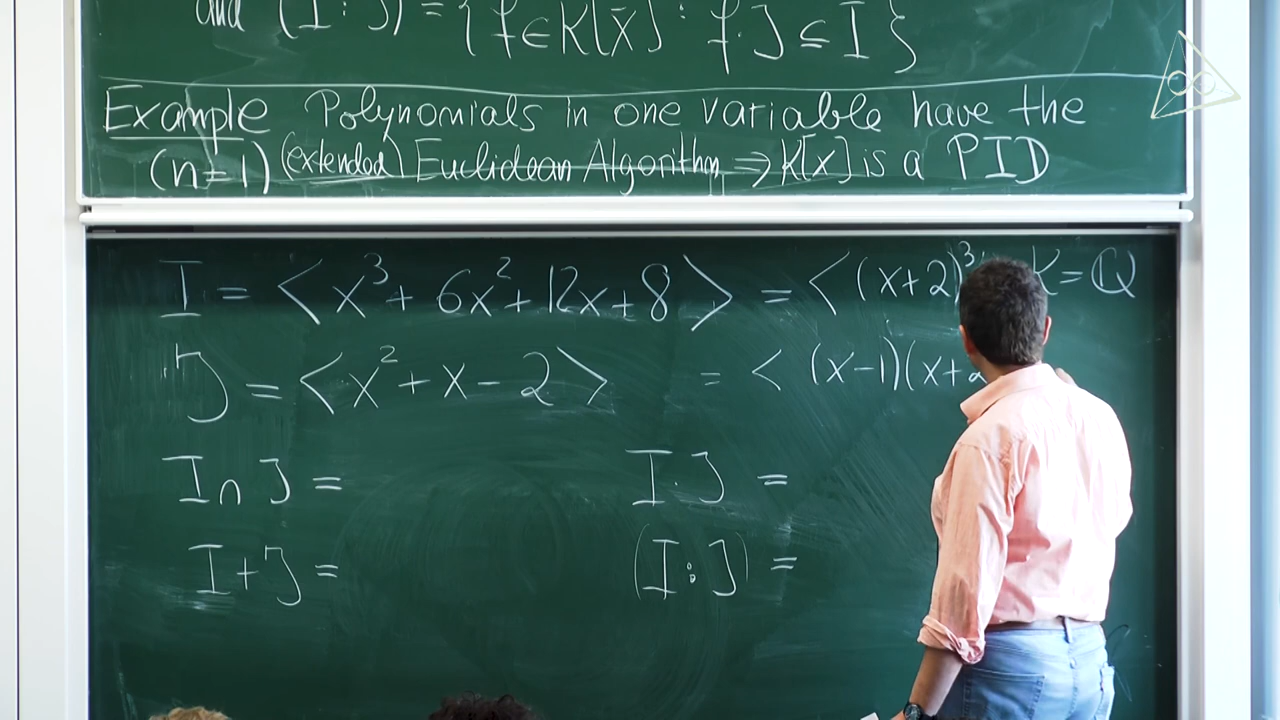 and (I : J) = { f ∈ K[x̄] : f · J ⊆ I }
Example Polynomials in one variable have the
(n=1) (extended) Euclidean Algorithm ⇒ K[x] is a PID
I = < x³ + 6x² + 12x + 8 > = < (x+2)³ K = ℚ
J = < x² + x - 2 > = < (x-1)(x+2
I ∩ J = I · J =
I + J = (I : J) =